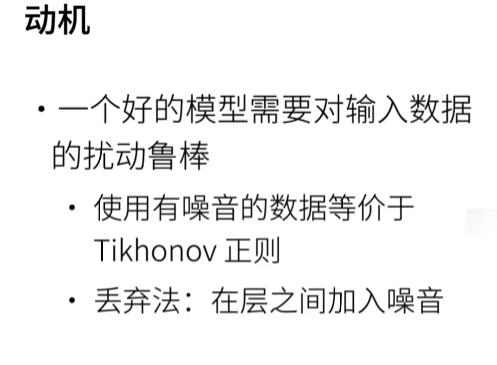 动机
• 一个好的模型需要对输入数据
的扰动鲁棒
• 使用有噪音的数据等价于
Tikhonov 正则
• 丢弃法：在层之间加入噪音